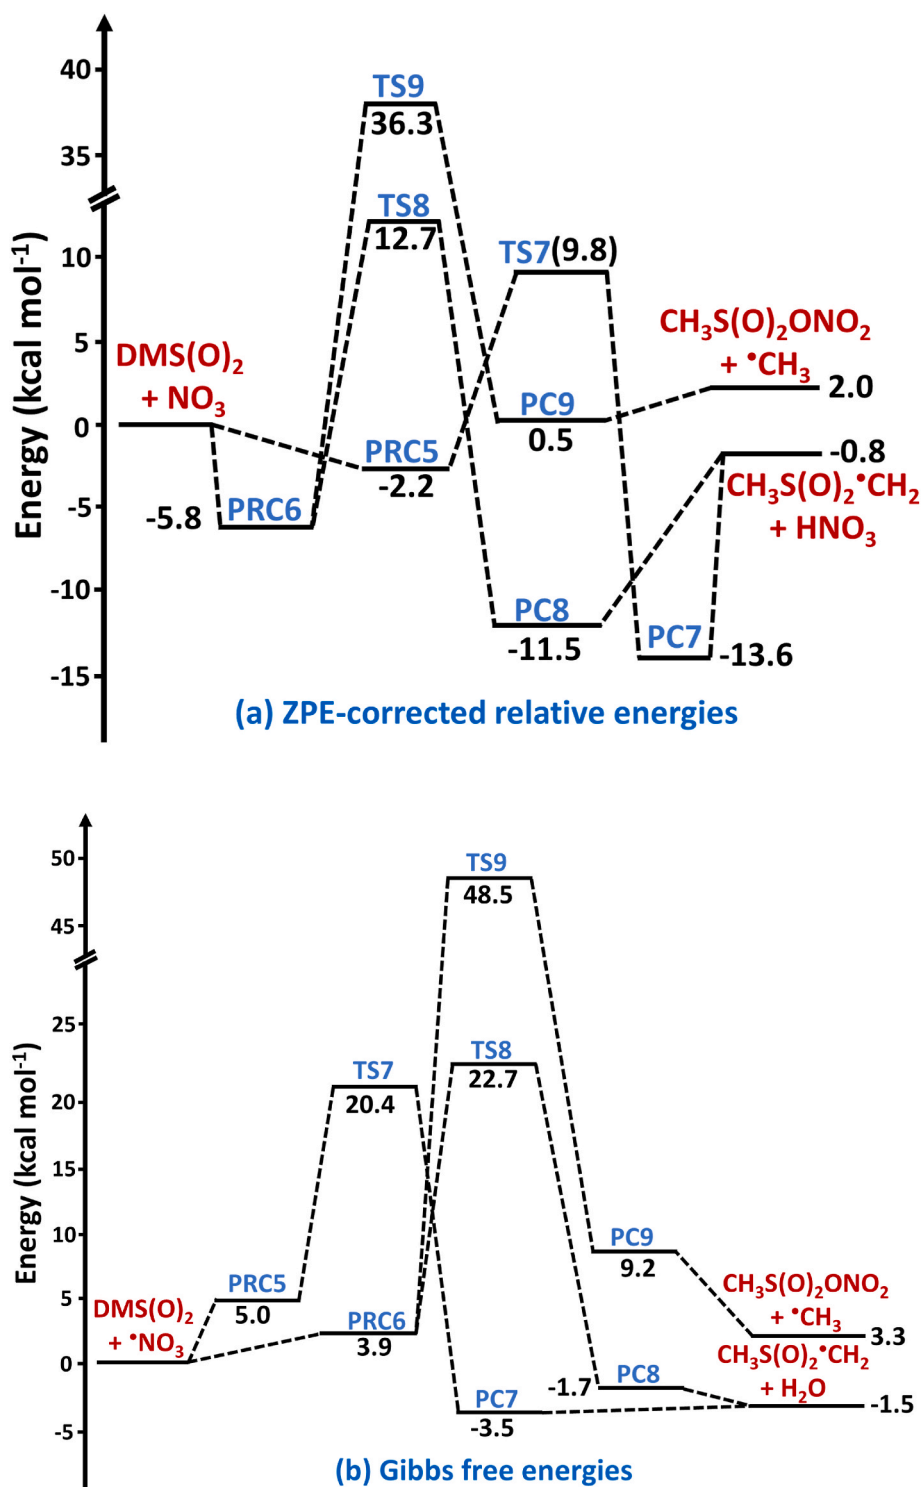 40
35
10
5
0
-5
-10
-15
Energy (kcal mol⁻¹)
TS9
36.3
TS8
12.7
TS7(9.8)
DMS(O)₂
+ NO₃
CH₃S(O)₂ONO₂
+ •CH₃
2.0
PC9
0.5
PRC5
-2.2
-0.8
CH₃S(O)₂•CH₂
+ HNO₃
-5.8
PRC6
PC8
-11.5
PC7
-13.6
(a) ZPE-corrected relative energies
50
45
25
20
15
10
5
0
-5
Energy (kcal mol⁻¹)
TS9
48.5
TS8
22.7
TS7
20.4
PC9
9.2
PRC5
5.0
DMS(O)₂
+ •NO₃
PRC6
3.9
CH₃S(O)₂ONO₂
+ •CH₃
3.3
CH₃S(O)₂•CH₂
+ H₂O
-1.5
PC8
-1.7
PC7
-3.5
(b) Gibbs free energies